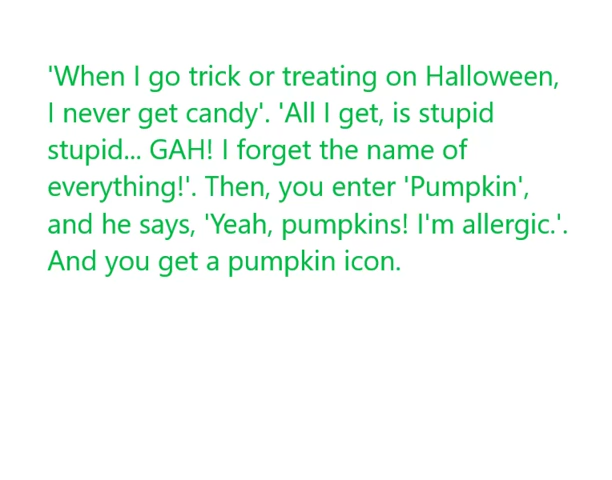 'When I go trick or treating on Halloween,
I never get candy'. 'All I get, is stupid
stupid... GAH! I forget the name of
everything!'. Then, you enter 'Pumpkin',
and he says, 'Yeah, pumpkins! I'm allergic.'.
And you get a pumpkin icon.